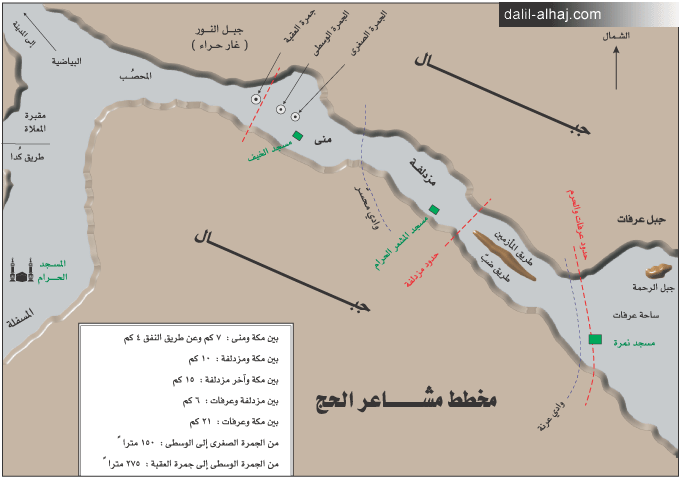 dalil-alhaj.com
الشمال
جبل النور
( غار حراء )
جمرة العقبة
الجمرة الوسطى
الجمرة الصغرى
إلى المدينة
البياضية
المحصّب
مقبرة
المعلاة
طريق كُدا
المسجد
الحـرام
المسفلة
جبـــال
جبـــال
منى
مسجد الخيف
وادي محسّر
مزدلفة
مسجد المشعر الحرام
حدود مزدلفة
طريق المأزمين
طريق ضبّ
حدود عرفات والحرم
جبل عرفات
جبل الرحمة
ساحة عرفات
مسجد نمرة
وادي عرنة
مخطط مشـــاعر الحج
بين مكة ومنى : ٧ كم وعن طريق النفق ٤ كم
بين مكة ومزدلفة : ١٠ كم
بين مكة وآخر مزدلفة : ١٥ كم
بين مزدلفة وعرفات : ٦ كم
بين مكة وعرفات : ٢١ كم
من الجمرة الصغرى إلى الوسطى : ١٥٠ متراً
من الجمرة الوسطى إلى جمرة العقبة : ٢٧٥ متراً